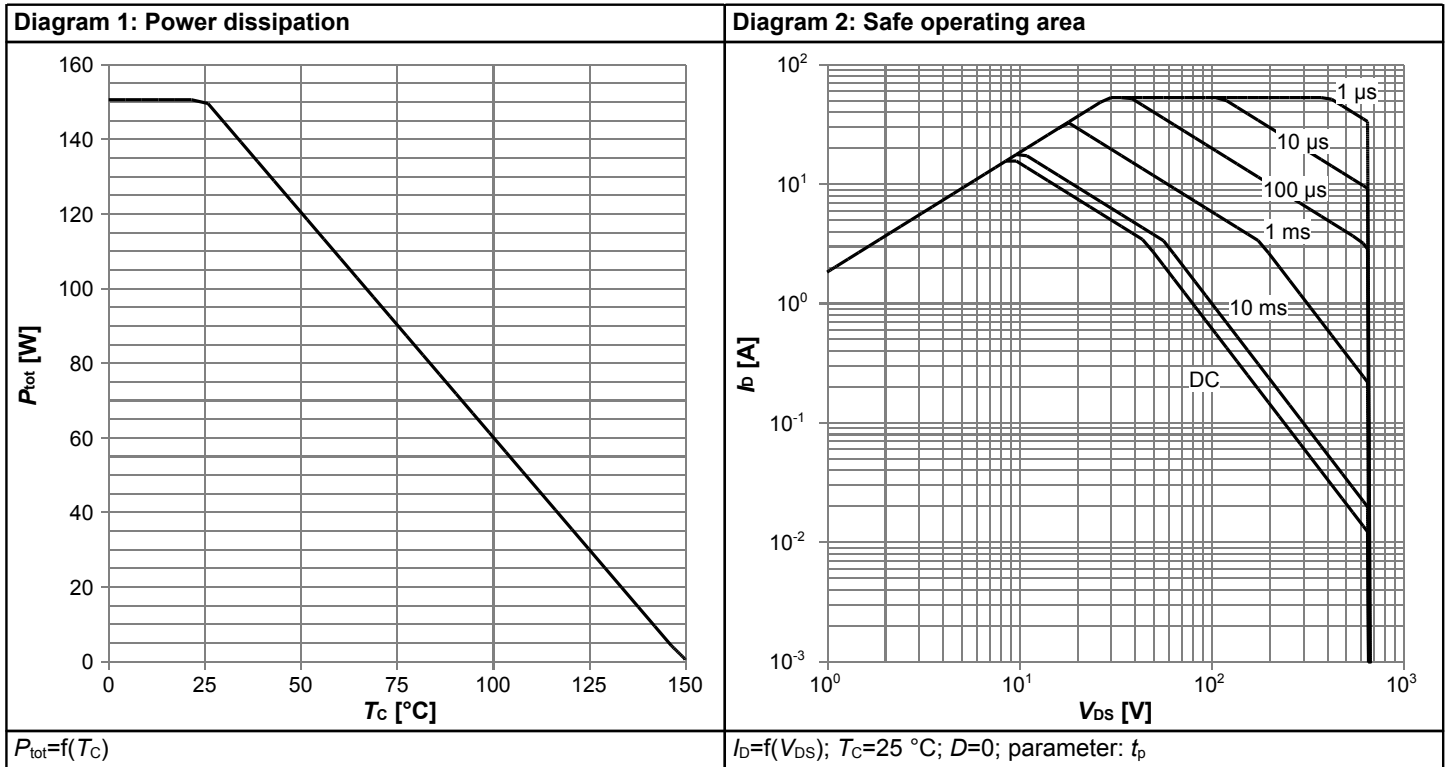 Diagram 1: Power dissipation
160
140
120
100
80
60
40
20
0
0 25 50 75 100 125 150
Ptot [W]
TC [°C]
Ptot=f(TC)
Diagram 2: Safe operating area
10²
10¹
10⁰
10⁻¹
10⁻²
10⁻³
10⁰ 10¹ 10² 10³
ID [A]
VDS [V]
1 µs
10 µs
100 µs
1 ms
10 ms
DC
ID=f(VDS); TC=25 °C; D=0; parameter: tp